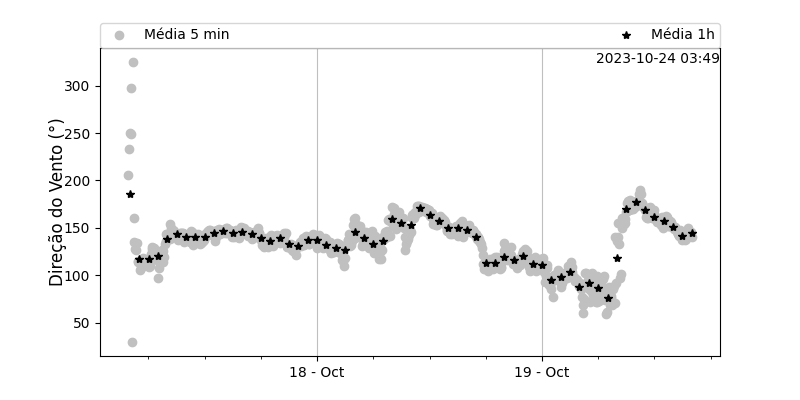 Média 5 min
Média 1h
2023-10-24 03:49
Direção do Vento (°)
300
250
200
150
100
50
18 - Oct
19 - Oct